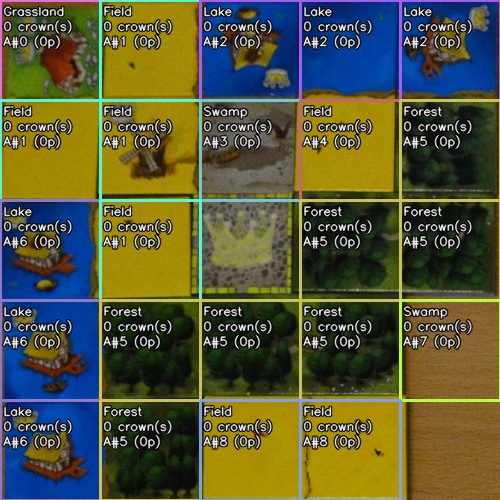 Grassland
0 crown(s)
A#0 (0p)
Field
0 crown(s)
A#1 (0p)
Lake
0 crown(s)
A#2 (0p)
Lake
0 crown(s)
A#2 (0p)
Lake
0 crown(s)
A#2 (0p)
Field
0 crown(s)
A#1 (0p)
Field
0 crown(s)
A#1 (0p)
Swamp
0 crown(s)
A#3 (0p)
Field
0 crown(s)
A#4 (0p)
Forest
0 crown(s)
A#5 (0p)
Lake
0 crown(s)
A#6 (0p)
Field
0 crown(s)
A#1 (0p)
Forest
0 crown(s)
A#5 (0p)
Forest
0 crown(s)
A#5 (0p)
Lake
0 crown(s)
A#6 (0p)
Forest
0 crown(s)
A#5 (0p)
Forest
0 crown(s)
A#5 (0p)
Forest
0 crown(s)
A#5 (0p)
Swamp
0 crown(s)
A#7 (0p)
Lake
0 crown(s)
A#6 (0p)
Forest
0 crown(s)
A#5 (0p)
Field
0 crown(s)
A#8 (0p)
Field
0 crown(s)
A#8 (0p)